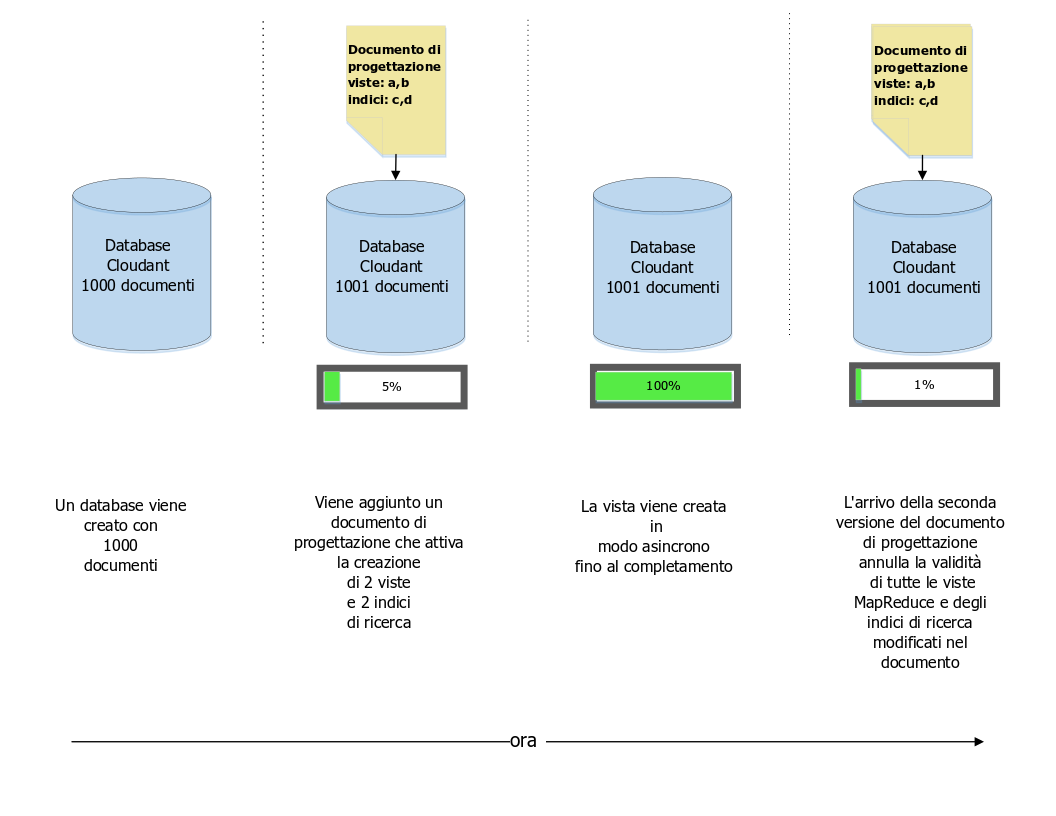 Documento di
progettazione
viste: a,b
indici: c,d
Documento di
progettazione
viste: a,b
indici: c,d
Database
Cloudant
1000 documenti
Database
Cloudant
1001 documenti
Database
Cloudant
1001 documenti
Database
Cloudant
1001 documenti
5%
100%
1%
Un database viene
creato con
1000
documenti
Viene aggiunto un
documento di
progettazione che attiva
la creazione
di 2 viste
e 2 indici
di ricerca
La vista viene creata
in
modo asincrono
fino al completamento
L'arrivo della seconda
versione del documento
di progettazione
annulla la validità
di tutte le viste
MapReduce e degli
indici di ricerca
modificati nel
documento
ora